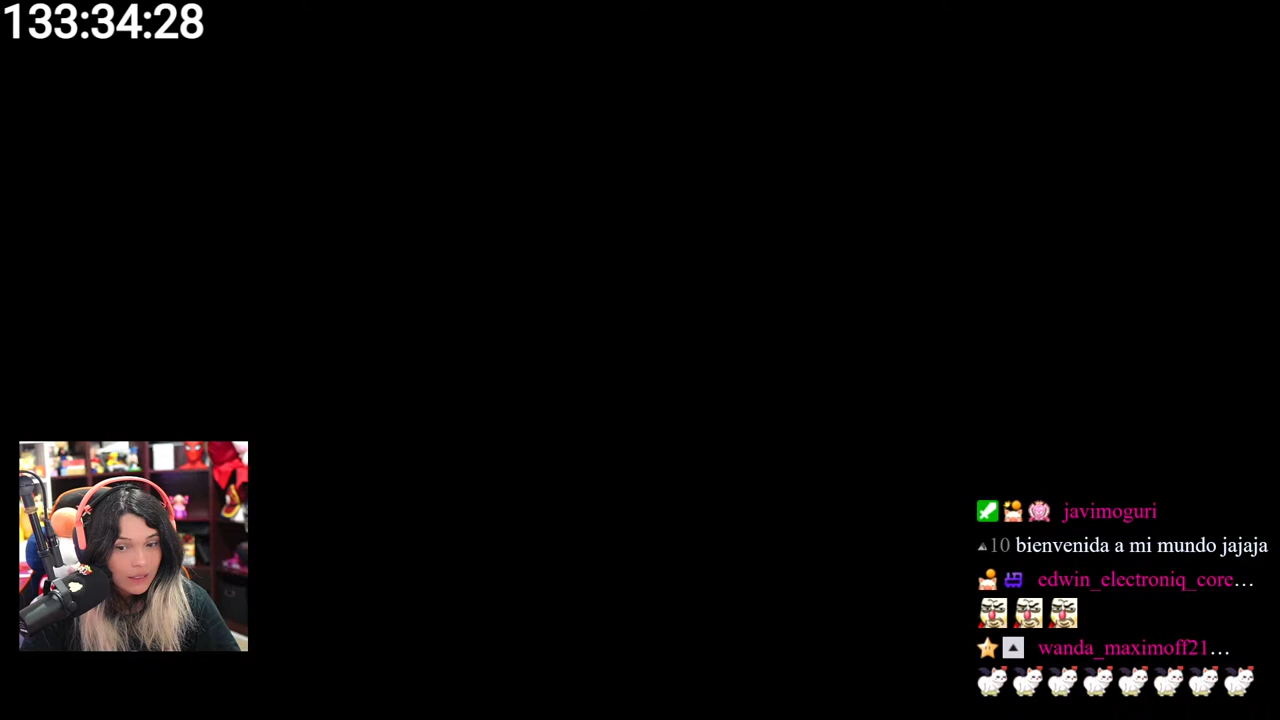 133:34:28
javimoguri
10 bienvenida a mi mundo jajaja
edwin_electroniq_core…
wanda_maximoff21…